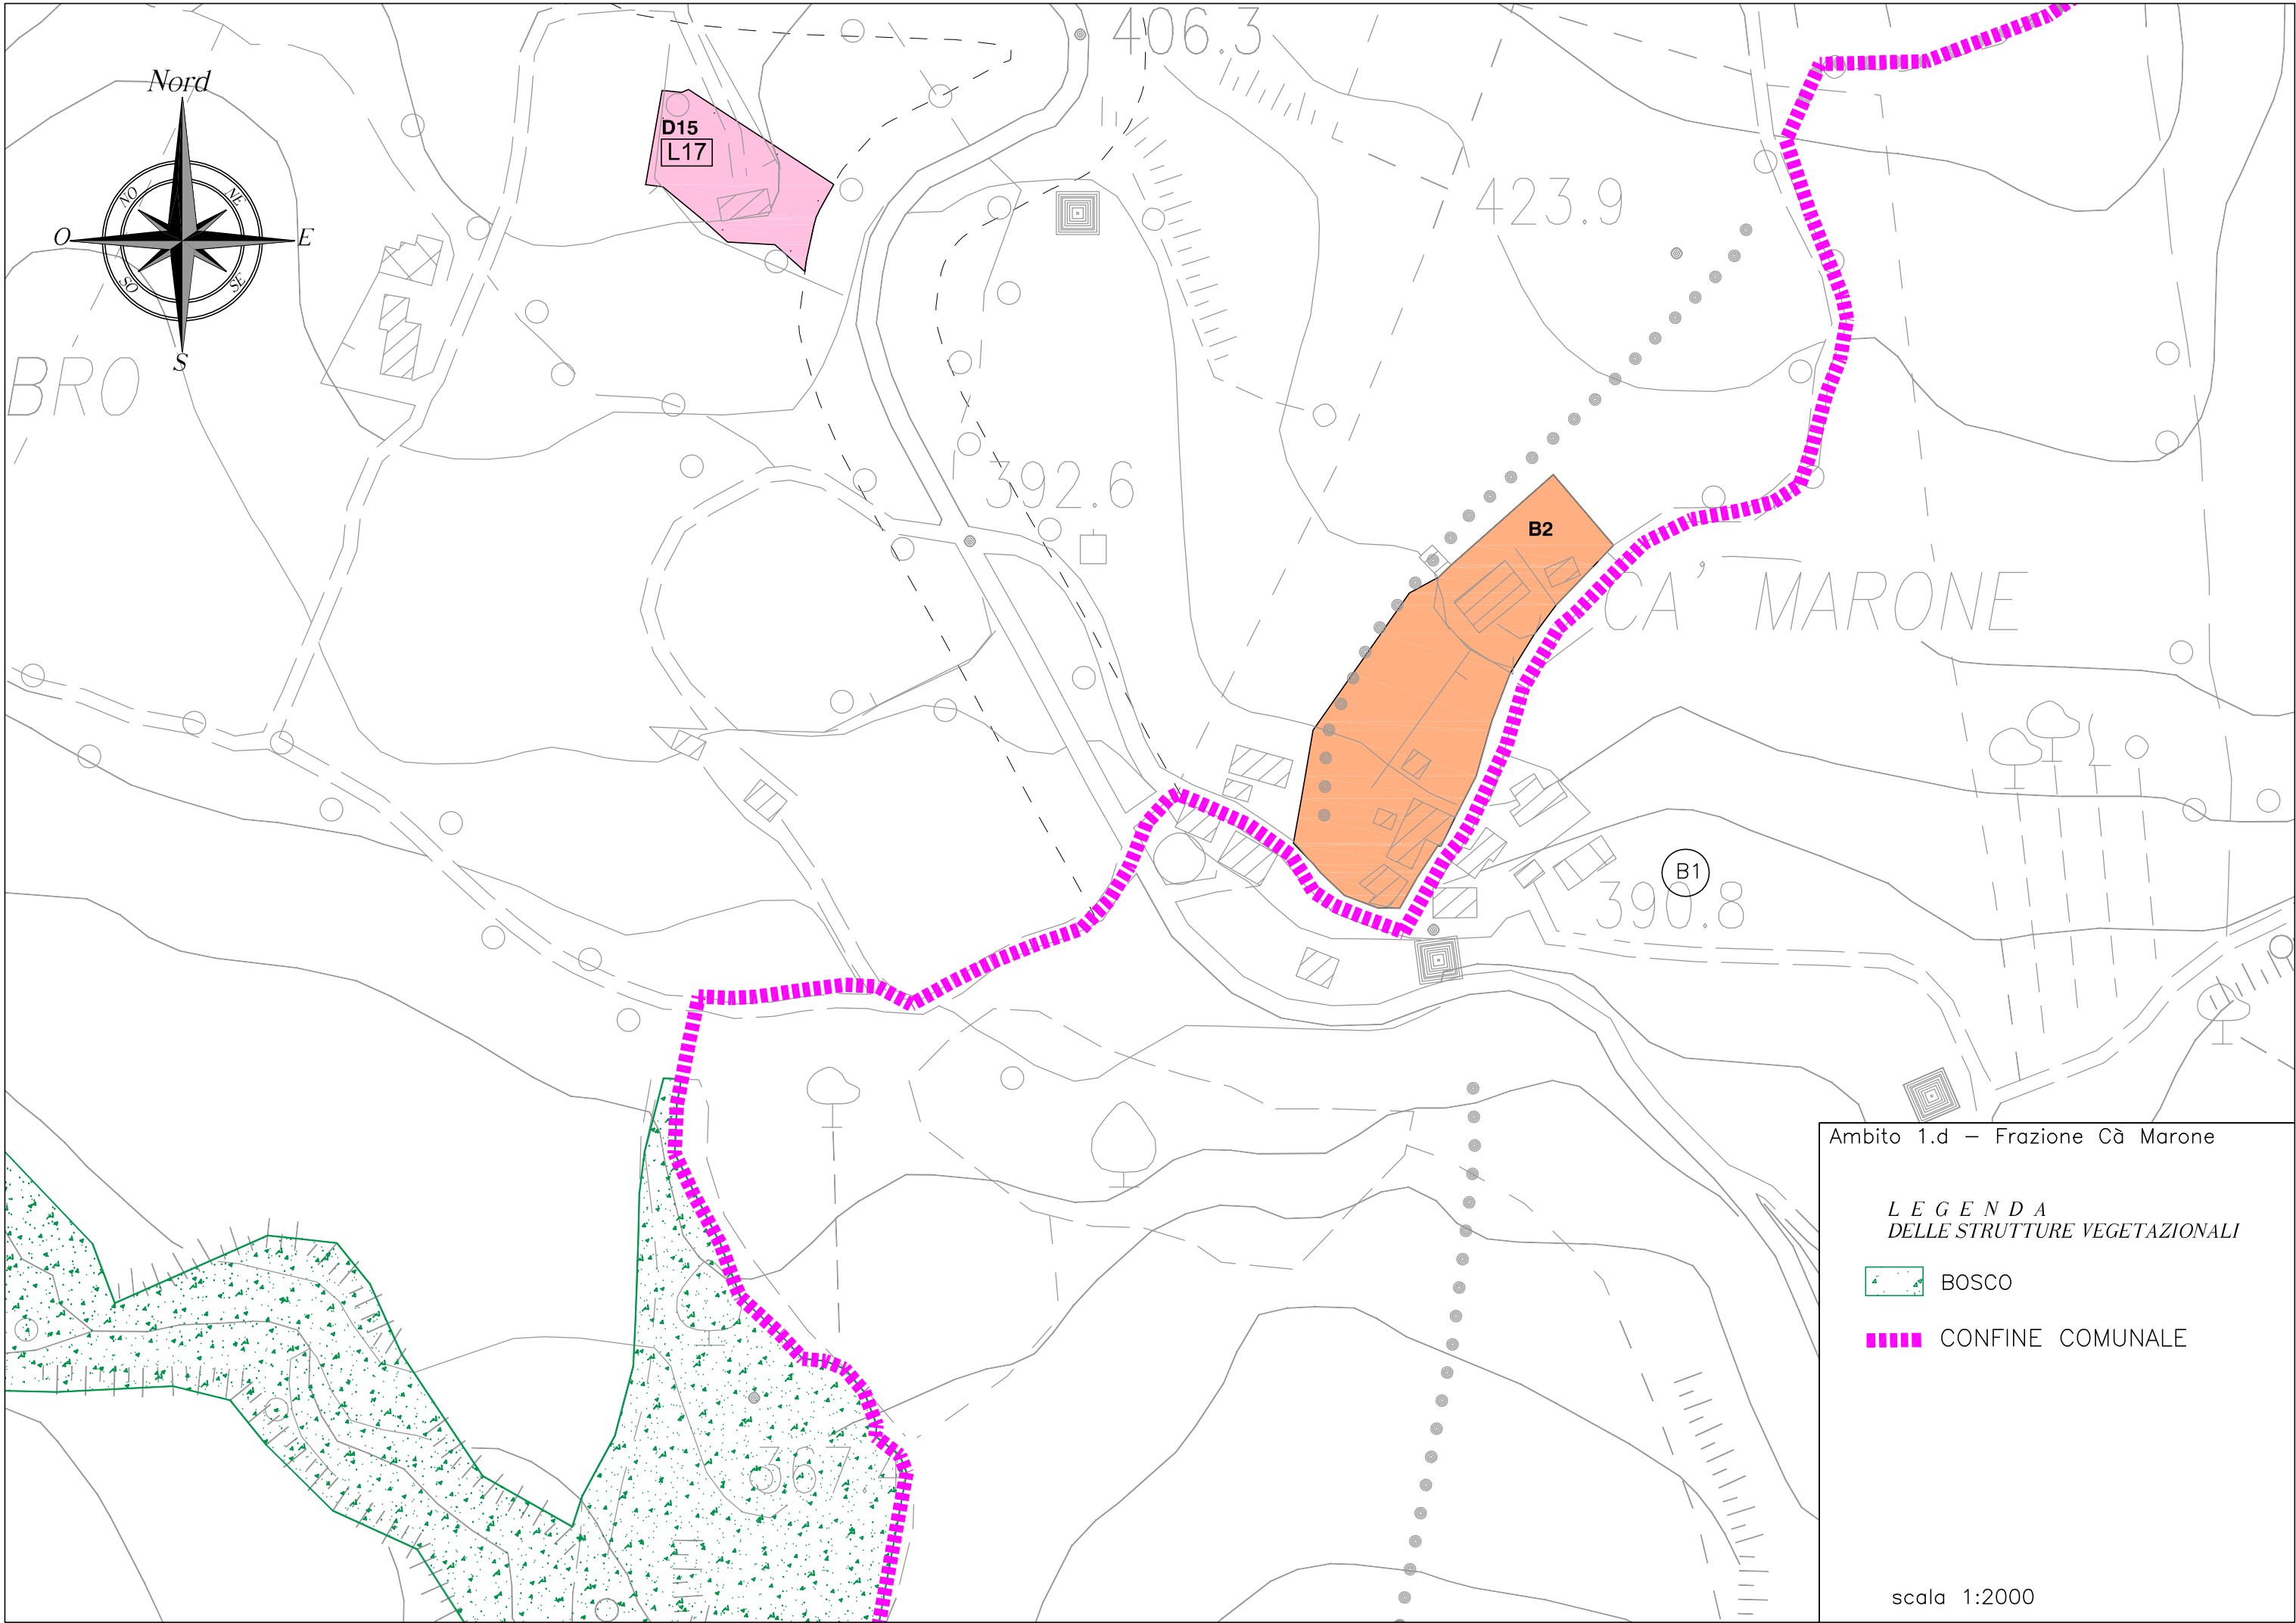 406.3
Nord
D15
L17
NO
NE
423.9
O
E
SO
SE
S
BRO
392.6
B2
CA' MARONE
B1
390.8
Ambito 1.d – Frazione Cà Marone
L E G E N D A
DELLE STRUTTURE VEGETAZIONALI
BOSCO
CONFINE COMUNALE
scala 1:2000